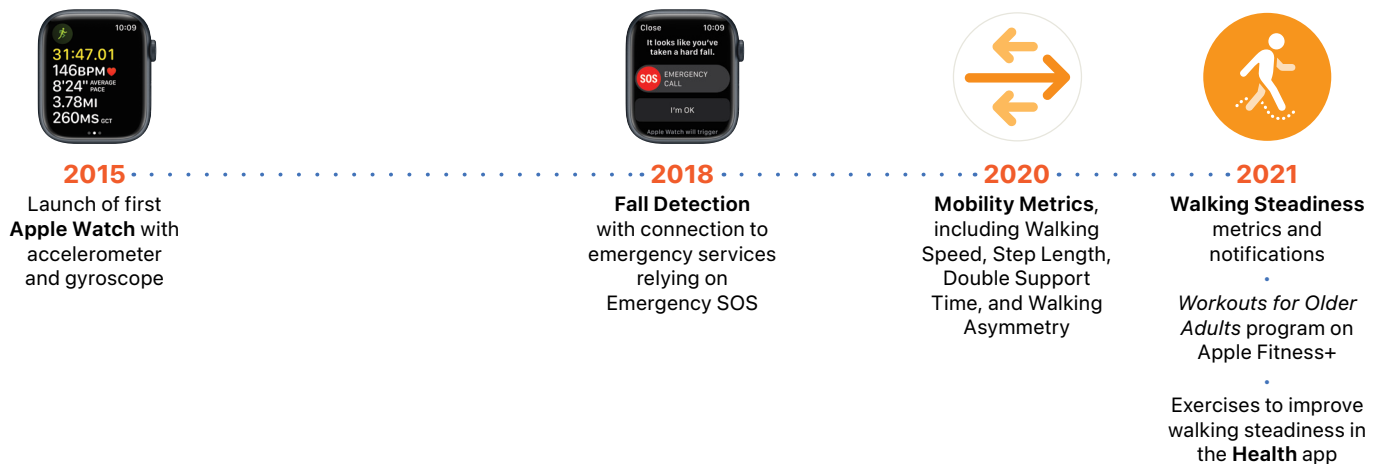 10:09
31:47.01
146BPM
8'24" AVERAGE PACE
3.78MI
260MS GCT
Close 10:09
It looks like you've
taken a hard fall.
SOS EMERGENCY
CALL
I'm OK
Apple Watch will trigger
2015
Launch of first
Apple Watch with
accelerometer
and gyroscope
2018
Fall Detection
with connection to
emergency services
relying on
Emergency SOS
2020
Mobility Metrics,
including Walking
Speed, Step Length,
Double Support
Time, and Walking
Asymmetry
2021
Walking Steadiness
metrics and
notifications
Workouts for Older
Adults program on
Apple Fitness+
Exercises to improve
walking steadiness in
the Health app